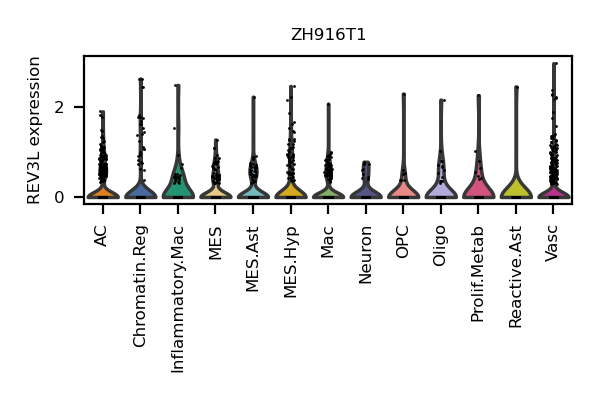 ZH916T1
REV3L expression
2
0
AC
Chromatin.Reg
Inflammatory.Mac
MES
MES.Ast
MES.Hyp
Mac
Neuron
OPC
Oligo
Prolif.Metab
Reactive.Ast
Vasc